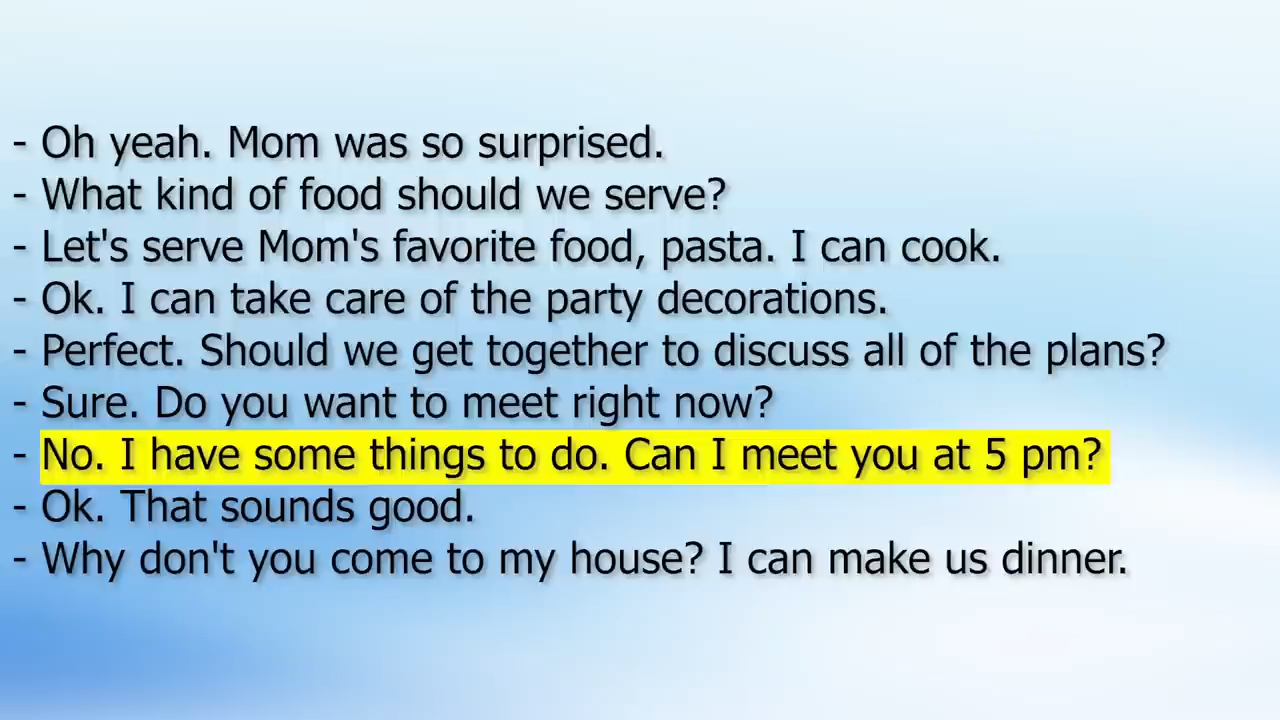 - Oh yeah. Mom was so surprised.
- What kind of food should we serve?
- Let's serve Mom's favorite food, pasta. I can cook.
- Ok. I can take care of the party decorations.
- Perfect. Should we get together to discuss all of the plans?
- Sure. Do you want to meet right now?
- No. I have some things to do. Can I meet you at 5 pm?
- Ok. That sounds good.
- Why don't you come to my house? I can make us dinner.